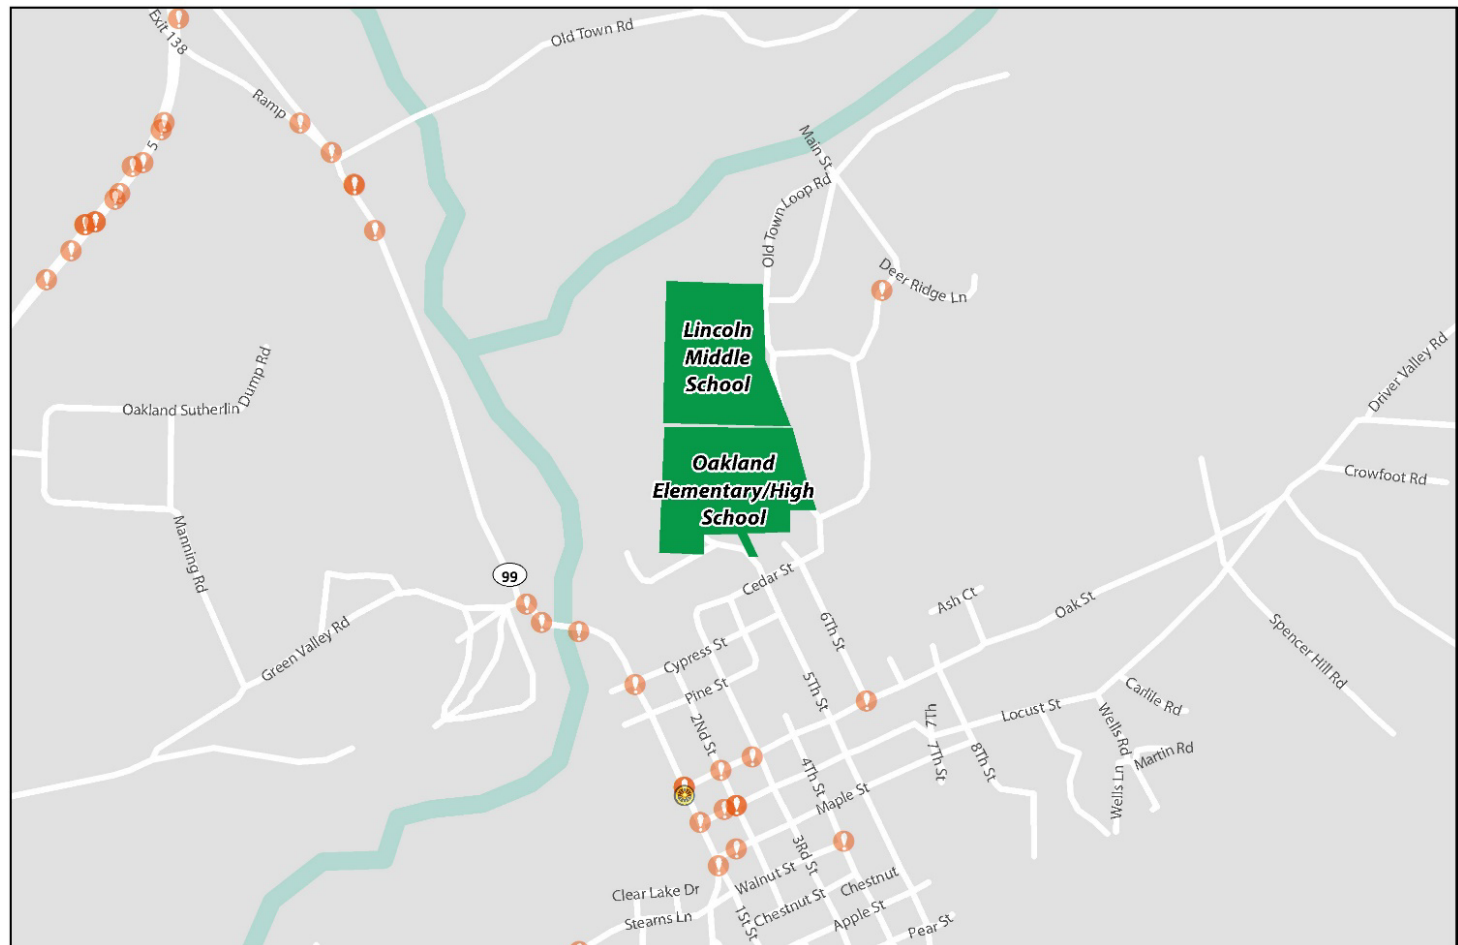 Exit 138
Old Town Rd
Ramp
5
Main St
Old Town Loop Rd
Deer Ridge Ln
Lincoln
Middle
School
Driver Valley Rd
Dump Rd
Oakland Sutherlin
Oakland
Elementary/High
School
Crowfoot Rd
Manning Rd
99
Cedar St
Ash Ct
Oak St
6Th St
Green Valley Rd
Spencer Hill Rd
Cypress St
Pine St
5Th St
Carlile Rd
Locust St
7Th
2Nd St
Wells Rd
7Th St
8Th St
Martin Rd
4Th St
Maple St
Wells Ln
3Rd St
Walnut St
Chestnut
Clear Lake Dr
Chestnut St
Stearns Ln
1St St
Apple St
Pear St